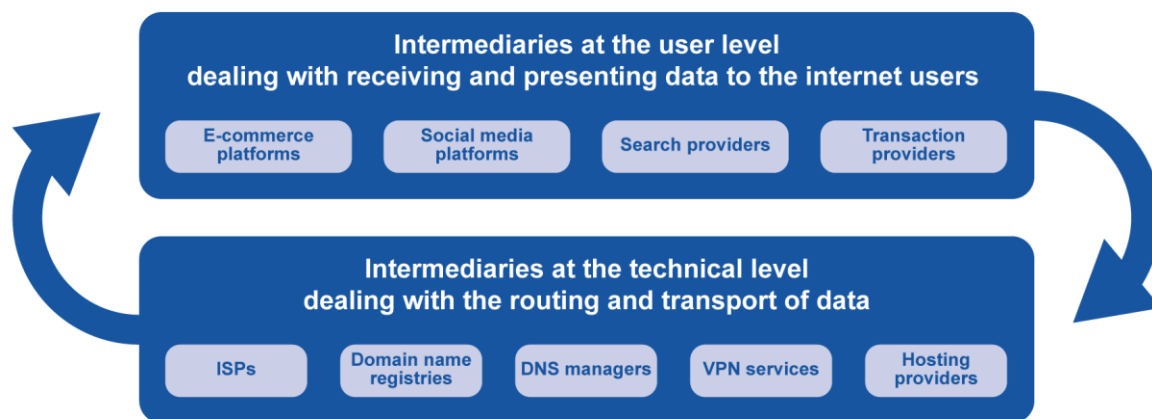 Intermediaries at the user level
dealing with receiving and presenting data to the internet users
E-commerce
platforms
Social media
platforms
Search providers
Transaction
providers
Intermediaries at the technical level
dealing with the routing and transport of data
ISPs
Domain name
registries
DNS managers
VPN services
Hosting
providers